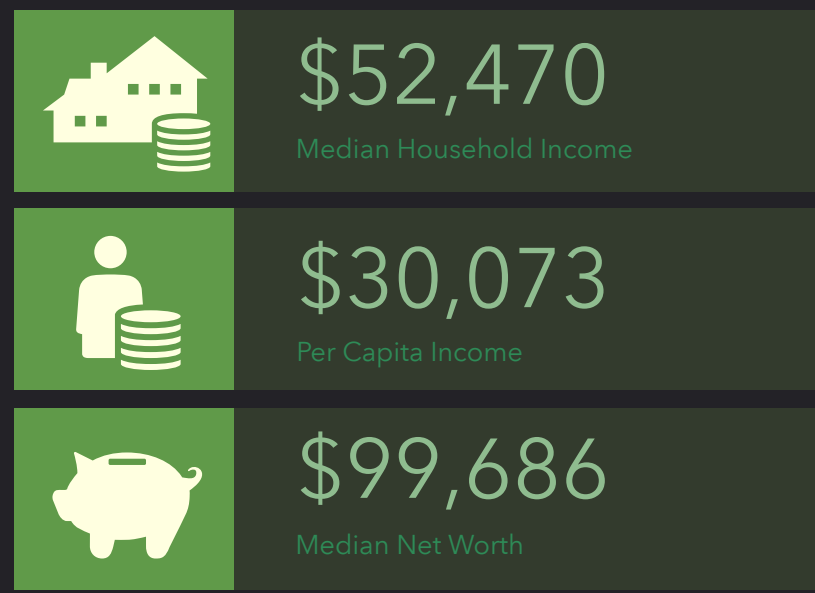 $52,470
Median Household Income
$30,073
Per Capita Income
$99,686
Median Net Worth